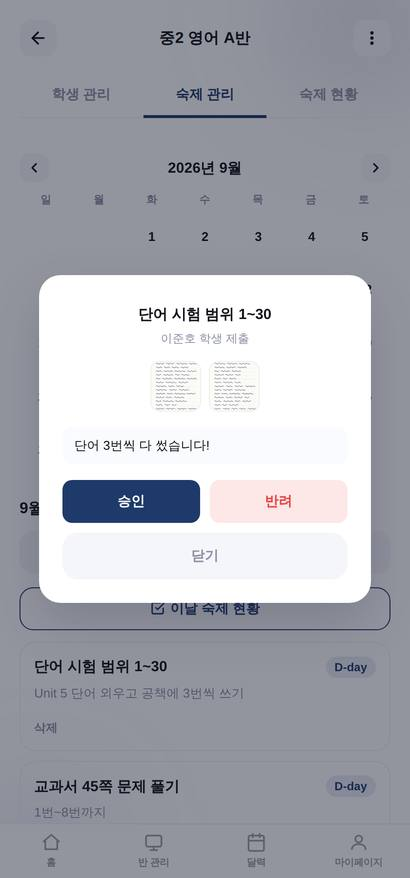 중2 영어 A반
학생 관리 숙제 관리 숙제 현황
2026년 9월
일 월 화 수 목 금 토
1 2 3 4 5
단어 시험 범위 1~30
이준호 학생 제출
단어 3번씩 다 썼습니다!
승인 반려
닫기
9월
이날 숙제 현황
단어 시험 범위 1~30 D-day
Unit 5 단어 외우고 공책에 3번씩 쓰기
삭제
교과서 45쪽 문제 풀기 D-day
1번~8번까지
홈 반 관리 달력 마이페이지